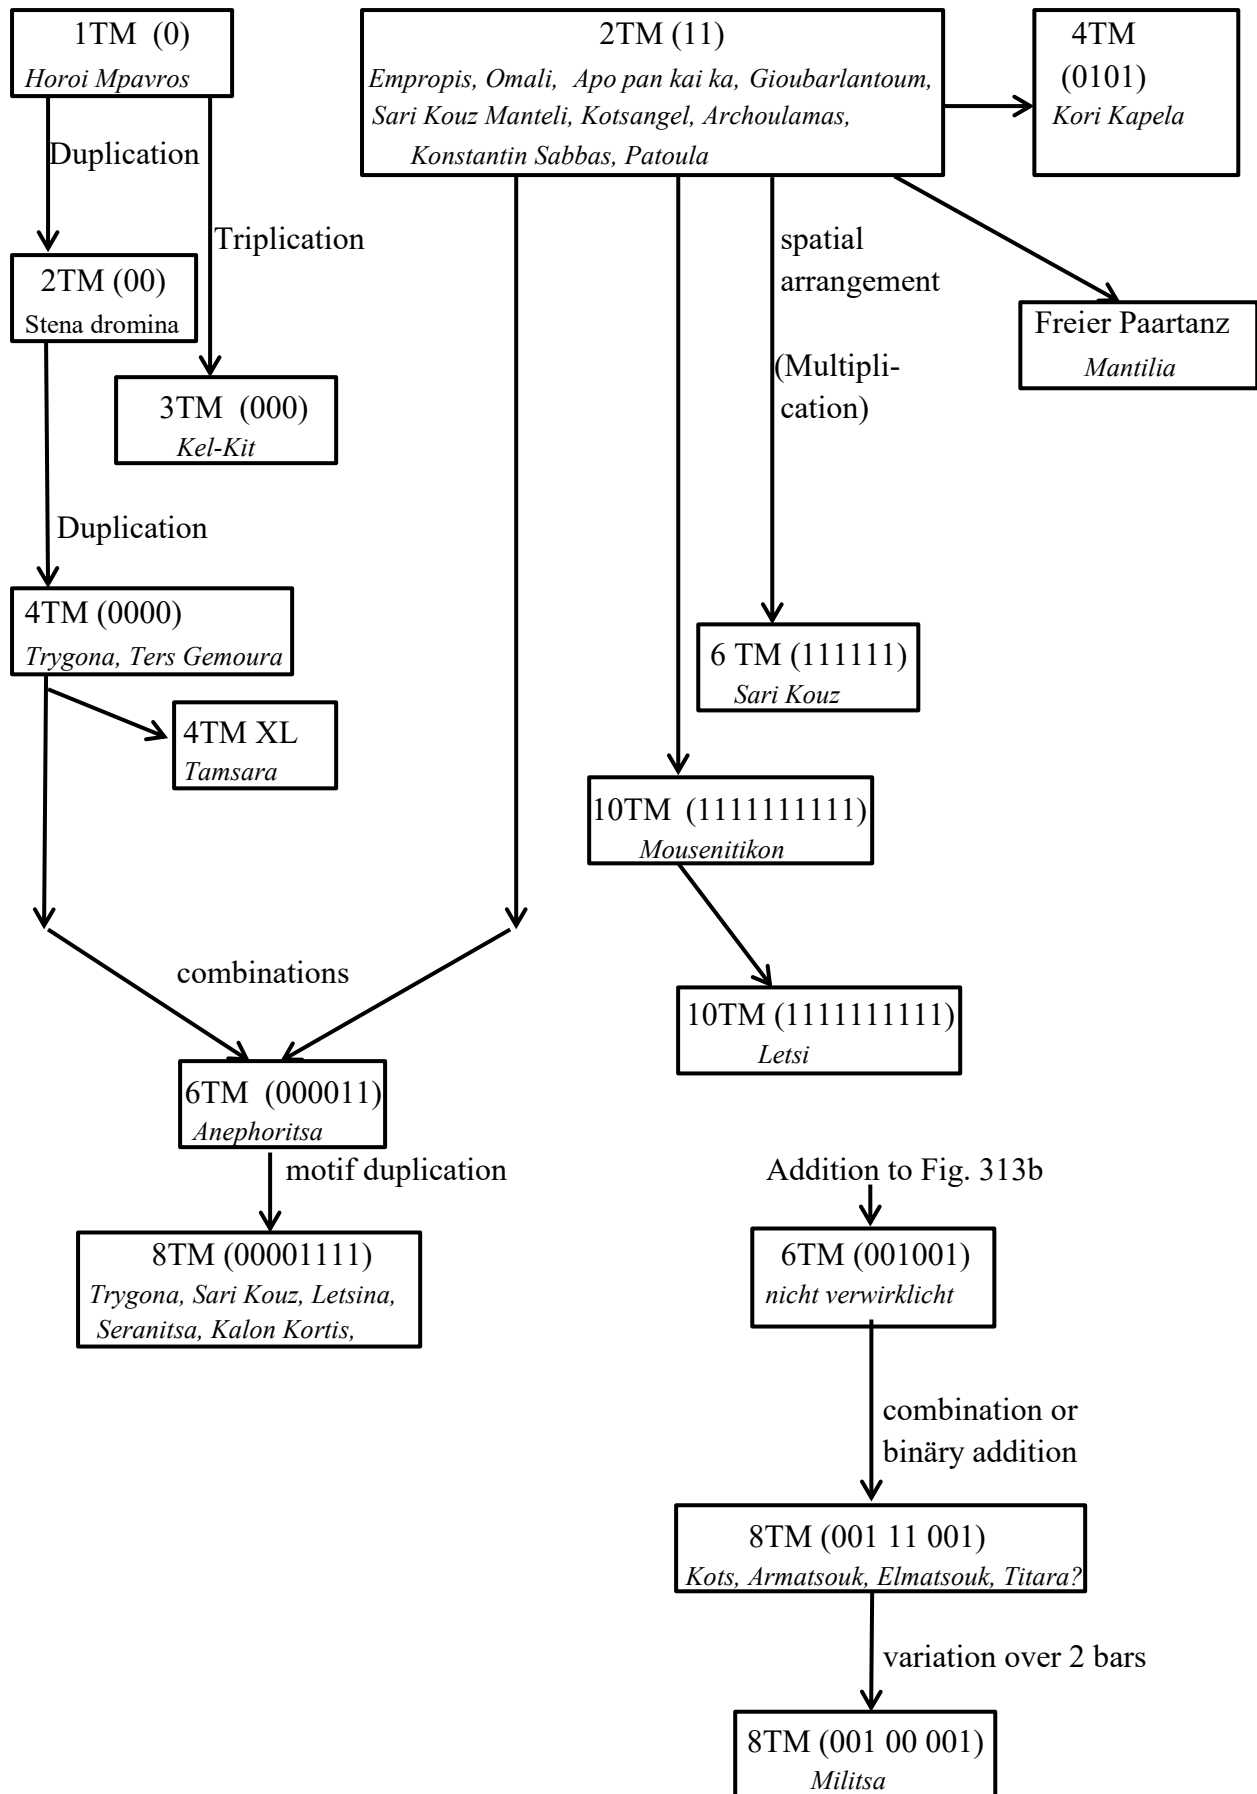 1TM (0)
Horoi Mpavros
2TM (11)
Empropis, Omali, Apo pan kai ka, Gioubarlantoum,
Sari Kouz Manteli, Kotsangel, Archoulamas,
Konstantin Sabbas, Patoula
4TM
(0101)
Kori Kapela
Duplication
Triplication
spatial
arrangement
2TM (00)
Stena dromina
Freier Paartanz
Mantilia
(Multipli-
cation)
3TM (000)
Kel-Kit
Duplication
4TM (0000)
Trygona, Ters Gemoura
6 TM (111111)
Sari Kouz
4TM XL
Tamsara
10TM (1111111111)
Mousenitikon
combinations
10TM (1111111111)
Letsi
6TM (000011)
Anephoritsa
motif duplication
Addition to Fig. 313b
8TM (00001111)
Trygona, Sari Kouz, Letsina,
Seranitsa, Kalon Kortis,
6TM (001001)
nicht verwirklicht
combination or
binäry addition
8TM (001 11 001)
Kots, Armatsouk, Elmatsouk, Titara?
variation over 2 bars
8TM (001 00 001)
Militsa